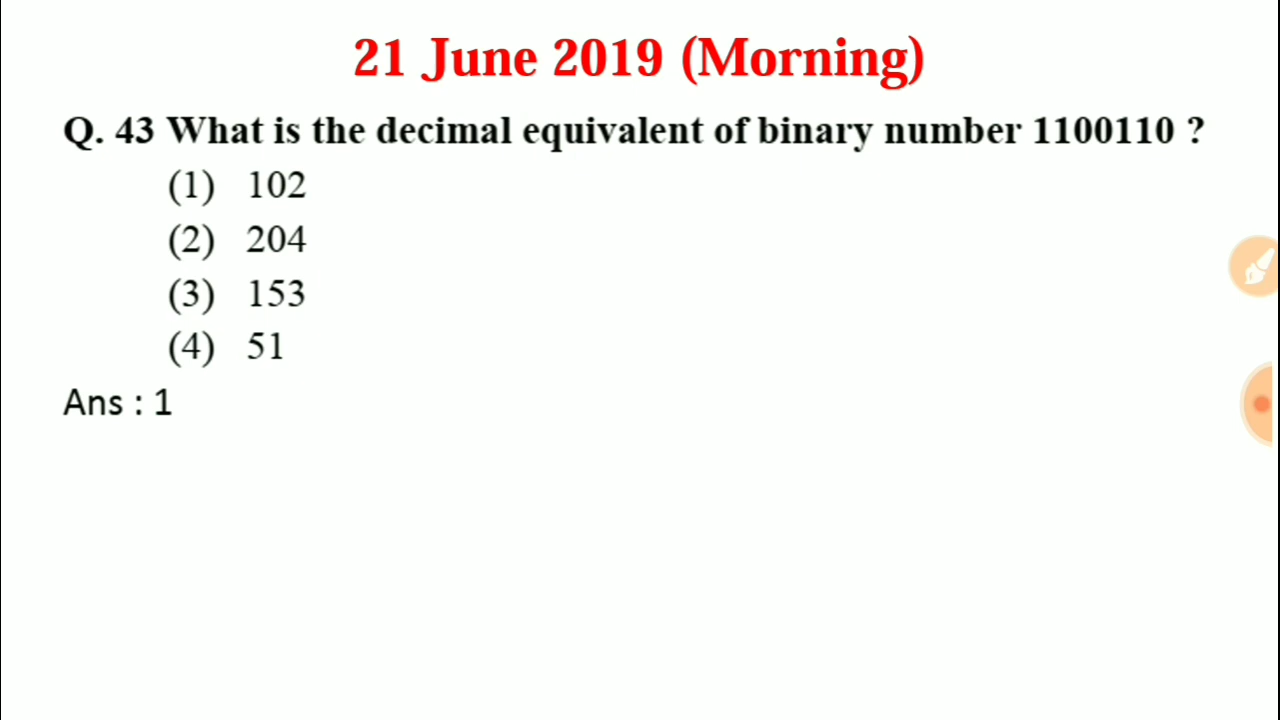 21 June 2019 (Morning)
Q. 43 What is the decimal equivalent of binary number 1100110 ?
(1) 102
(2) 204
(3) 153
(4) 51
Ans : 1